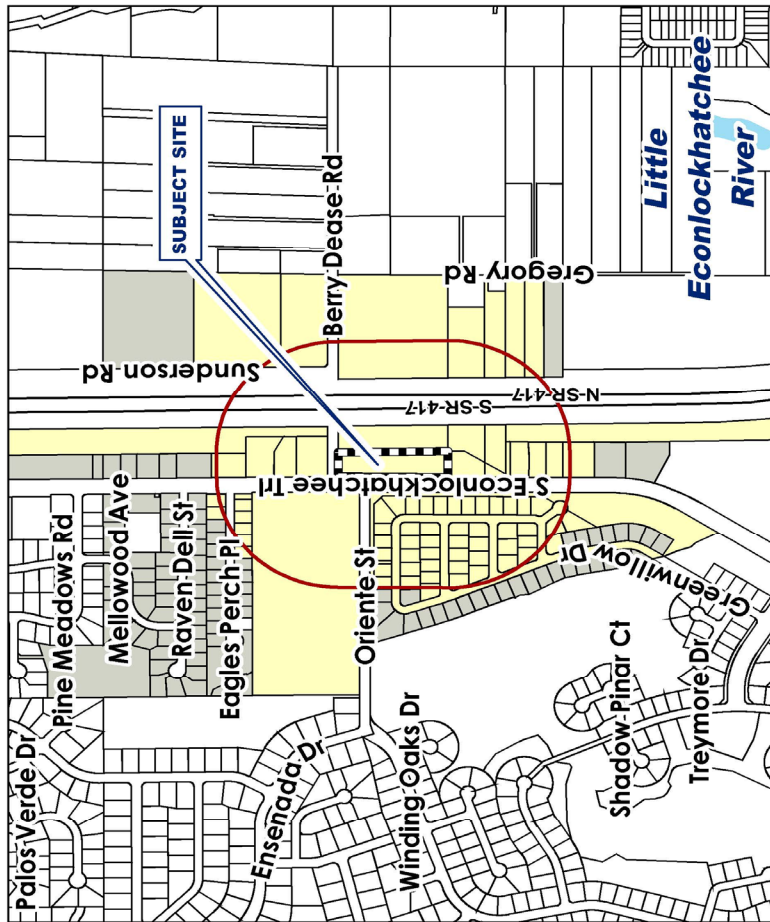 Palos Verde Dr
Pine Meadows Rd
Mellowood Ave
Raven Dell St
SUBJECT SITE
Sunderson Rd
Eagles Perch Pl
Ensenada Dr
Berry Dease Rd
Oriente St
Winding Oaks Dr
S Econlockhatchee Trl
S-SR-417
N-SR-417
Gregory Rd
Greenwillow Dr
Shadow Pinar Ct
Treymore Dr
Little
Econlockhatchee
River